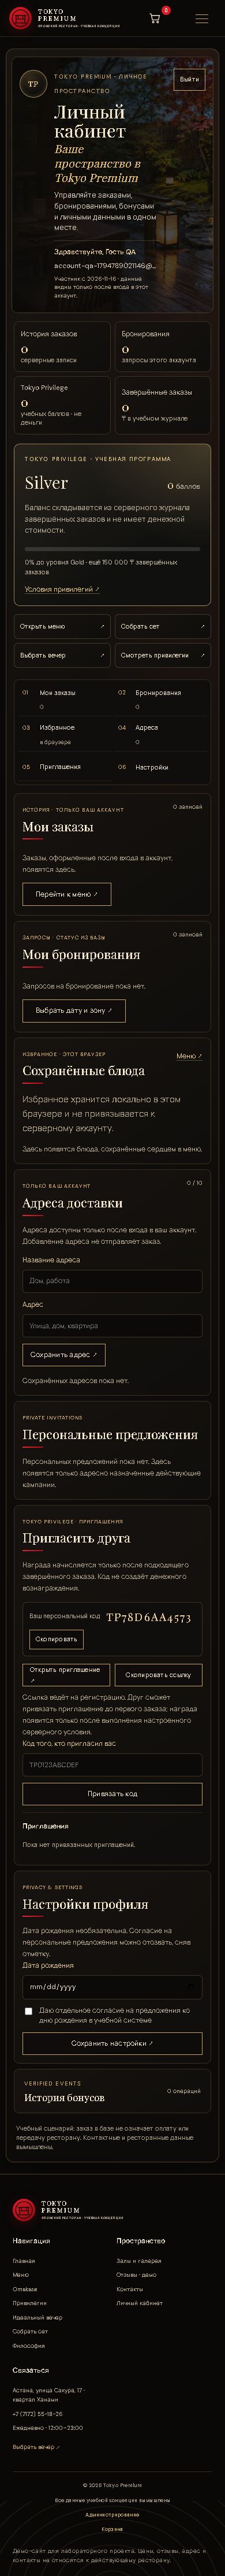 TOKYO
PREMIUM
ЯПОНСКИЙ РЕСТОРАН · УЧЕБНАЯ КОНЦЕПЦИЯ
0
TP
TOKYO PREMIUM · ЛИЧНОЕ
ПРОСТРАНСТВО
Выйти
Личный
кабинет
Ваше
пространство в
Tokyo Premium
Управляйте заказами,
бронированиями, бонусами
и личными данными в одном
месте.
Здравствуйте, Гость QA
account-qa-1794789021146@...
Участник с 2026-11-16 · данные
видны только после входа в этот
аккаунт.
История заказов
0
серверные записи
Бронирования
0
запросы этого аккаунта
Tokyo Privilege
0
учебных баллов · не
деньги
Завершённые заказы
0
₸ в учебном журнале
TOKYO PRIVILEGE · УЧЕБНАЯ ПРОГРАММА
Silver
0 баллов
Баланс складывается из серверного журнала
завершённых заказов и не имеет денежной
стоимости.
0% до уровня Gold · ещё 150 000 ₸ завершённых
заказов
Условия привилегий ↗
Открыть меню ↗
Собрать сет ↗
Выбрать вечер ↗
Смотреть привилегии ↗
01 Мои заказы
0
02 Бронирования
0
03 Избранное
в браузере
04 Адреса
0
05 Приглашения
06 Настройки
ИСТОРИЯ · ТОЛЬКО ВАШ АККАУНТ
0 записей
Мои заказы
Заказы, оформленные после входа в аккаунт,
появятся здесь.
Перейти к меню ↗
ЗАПРОСЫ · СТАТУС ИЗ БАЗЫ
0 записей
Мои бронирования
Запросов на бронирование пока нет.
Выбрать дату и зону ↗
ИЗБРАННОЕ · ЭТОТ БРАУЗЕР
Меню ↗
Сохранённые блюда
Избранное хранится локально в этом
браузере и не привязывается к
серверному аккаунту.
Здесь появятся блюда, сохранённые сердцем в меню.
ТОЛЬКО ВАШ АККАУНТ
0 / 10
Адреса доставки
Адреса доступны только после входа в ваш аккаунт.
Добавление адреса не отправляет заказ.
Название адреса
Дом, работа
Адрес
Улица, дом, квартира
Сохранить адрес ↗
Сохранённых адресов пока нет.
PRIVATE INVITATIONS
Персональные предложения
Персональных предложений пока нет. Здесь
появятся только адресно назначенные действующие
кампании.
TOKYO PRIVILEGE · ПРИГЛАШЕНИЯ
Пригласить друга
Награда начисляется только после подходящего
завершённого заказа. Код не создаёт денежного
вознаграждения.
Ваш персональный код TP78D6AA4573
Скопировать
Открыть приглашение
↗
Скопировать ссылку
Ссылка ведёт на регистрацию. Друг сможет
привязать приглашение до первого заказа; награда
появится только после выполнения настроенного
серверного условия.
Код того, кто пригласил вас
TP0123ABCDEF
Привязать код
Приглашения
Пока нет привязанных приглашений.
PRIVACY & SETTINGS
Настройки профиля
Дата рождения необязательна. Согласие на
персональные предложения можно отозвать, сняв
отметку.
Дата рождения
mm/dd/yyyy
Даю отдельное согласие на предложения ко
дню рождения в учебной системе
Сохранить настройки ↗
VERIFIED EVENTS
История бонусов
0 операций
Учебный сценарий: заказ в базе не означает оплату или
передачу ресторану. Контактные и ресторанные данные
вымышлены.
TOKYO
PREMIUM
ЯПОНСКИЙ РЕСТОРАН · УЧЕБНАЯ КОНЦЕПЦИЯ
Навигация
Главная
Меню
Omakase
Привилегии
Идеальный вечер
Собрать сет
Философия
Пространство
Залы и галерея
Отзывы · демо
Контакты
Личный кабинет
Связаться
Астана, улица Сакура, 17 ·
квартал Ханами
+7 (7172) 55-18-26
Ежедневно · 12:00–23:00
Выбрать вечер ↗
© 2026 Tokyo Premium
Все данные учебной концепции вымышлены
Администрирование
Корзина
Демо-сайт для лабораторного проекта. Цены, отзывы, адрес и
контакты не относятся к действующему ресторану.